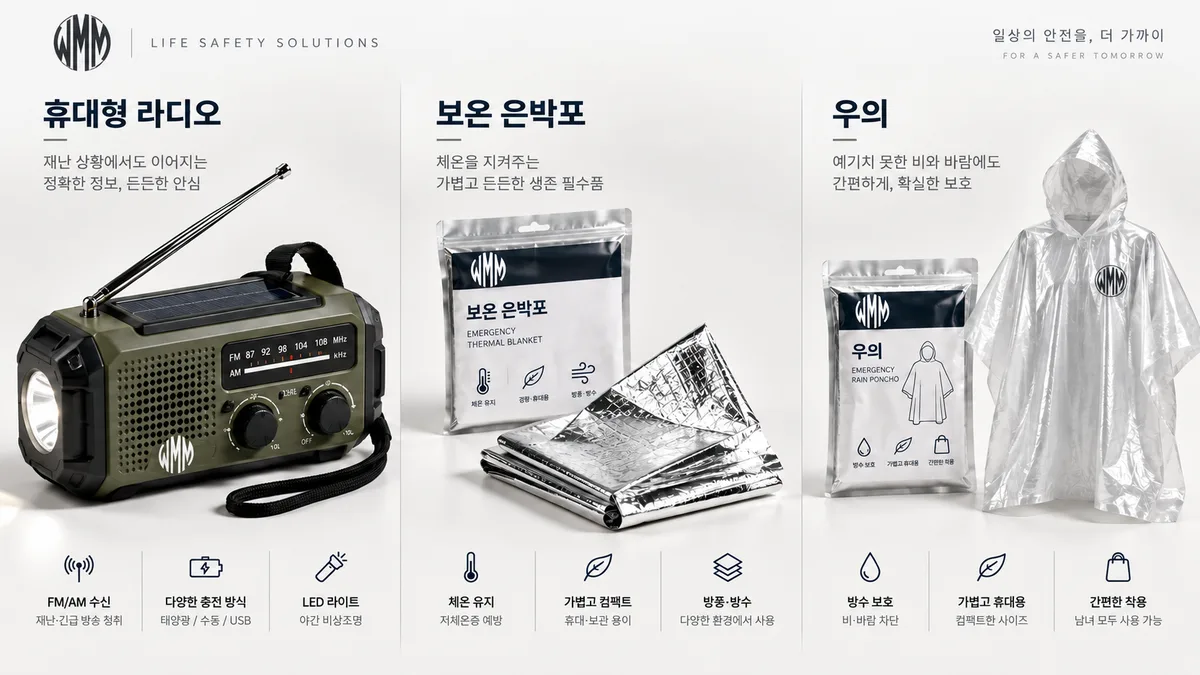 WMM
LIFE SAFETY SOLUTIONS
일상의 안전을, 더 가까이
FOR A SAFER TOMORROW
휴대형 라디오
재난 상황에서도 이어지는
정확한 정보, 든든한 안심
FM 87 92 98 104 108 MHz
AM kHz
OFF
WMM
FM/AM 수신
재난·긴급 방송 청취
다양한 충전 방식
태양광 / 수동 / USB
LED 라이트
야간 비상조명
보온 은박포
체온을 지켜주는
가볍고 든든한 생존 필수품
WMM
보온 은박포
EMERGENCY
THERMAL BLANKET
체온 유지
경량·휴대용
방풍·방수
체온 유지
저체온증 예방
가볍고 컴팩트
휴대·보관 용이
방풍·방수
다양한 환경에서 사용
우의
예기치 못한 비와 바람에도
간편하게, 확실한 보호
WMM
우의
EMERGENCY
RAIN PONCHO
방수 보호
가볍고 휴대용
간편한 착용
WMM
방수 보호
비·바람 차단
가볍고 휴대용
컴팩트한 사이즈
간편한 착용
남녀 모두 사용 가능